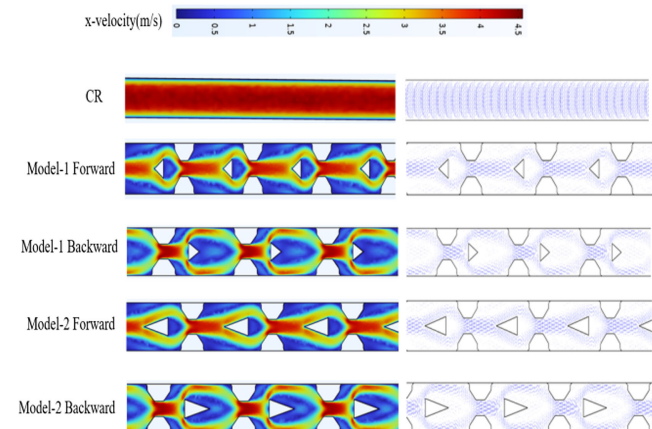 x-velocity(m/s)
0 0.5 1 1.5 2 2.5 3 3.5 4 4.5
CR
Model-1 Forward
Model-1 Backward
Model-2 Forward
Model-2 Backward